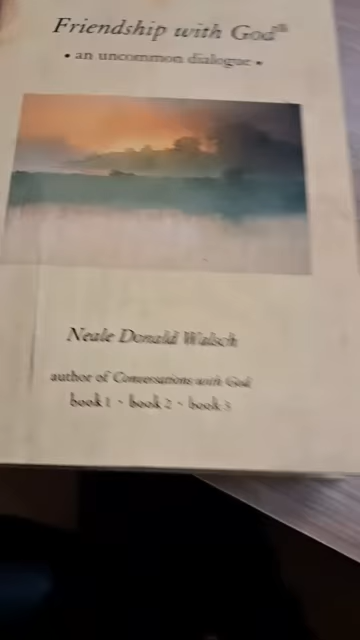 Friendship with God®
• an uncommon dialogue •
Neale Donald Walsch
author of Conversations with God
book 1 • book 2 • book 3